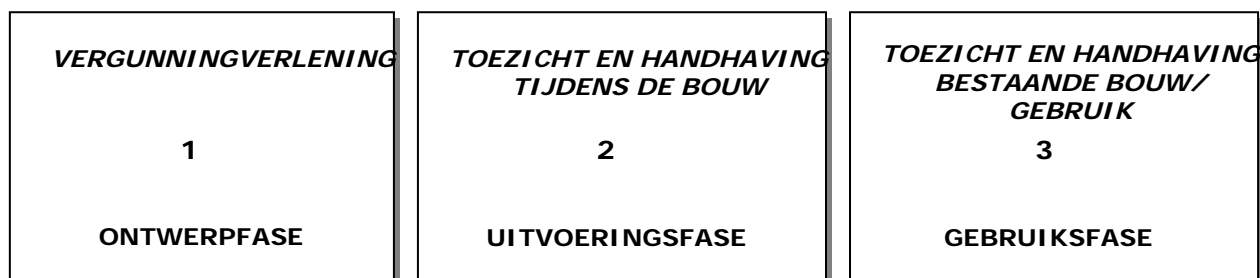 VERGUNNINGVERLENING
1
ONTWERPFASE
TOEZICHT EN HANDHAVING
TIJDENS DE BOUW
2
UITVOERINGSFASE
TOEZICHT EN HANDHAVING
BESTAANDE BOUW/
GEBRUIK
3
GEBRUIKSFASE